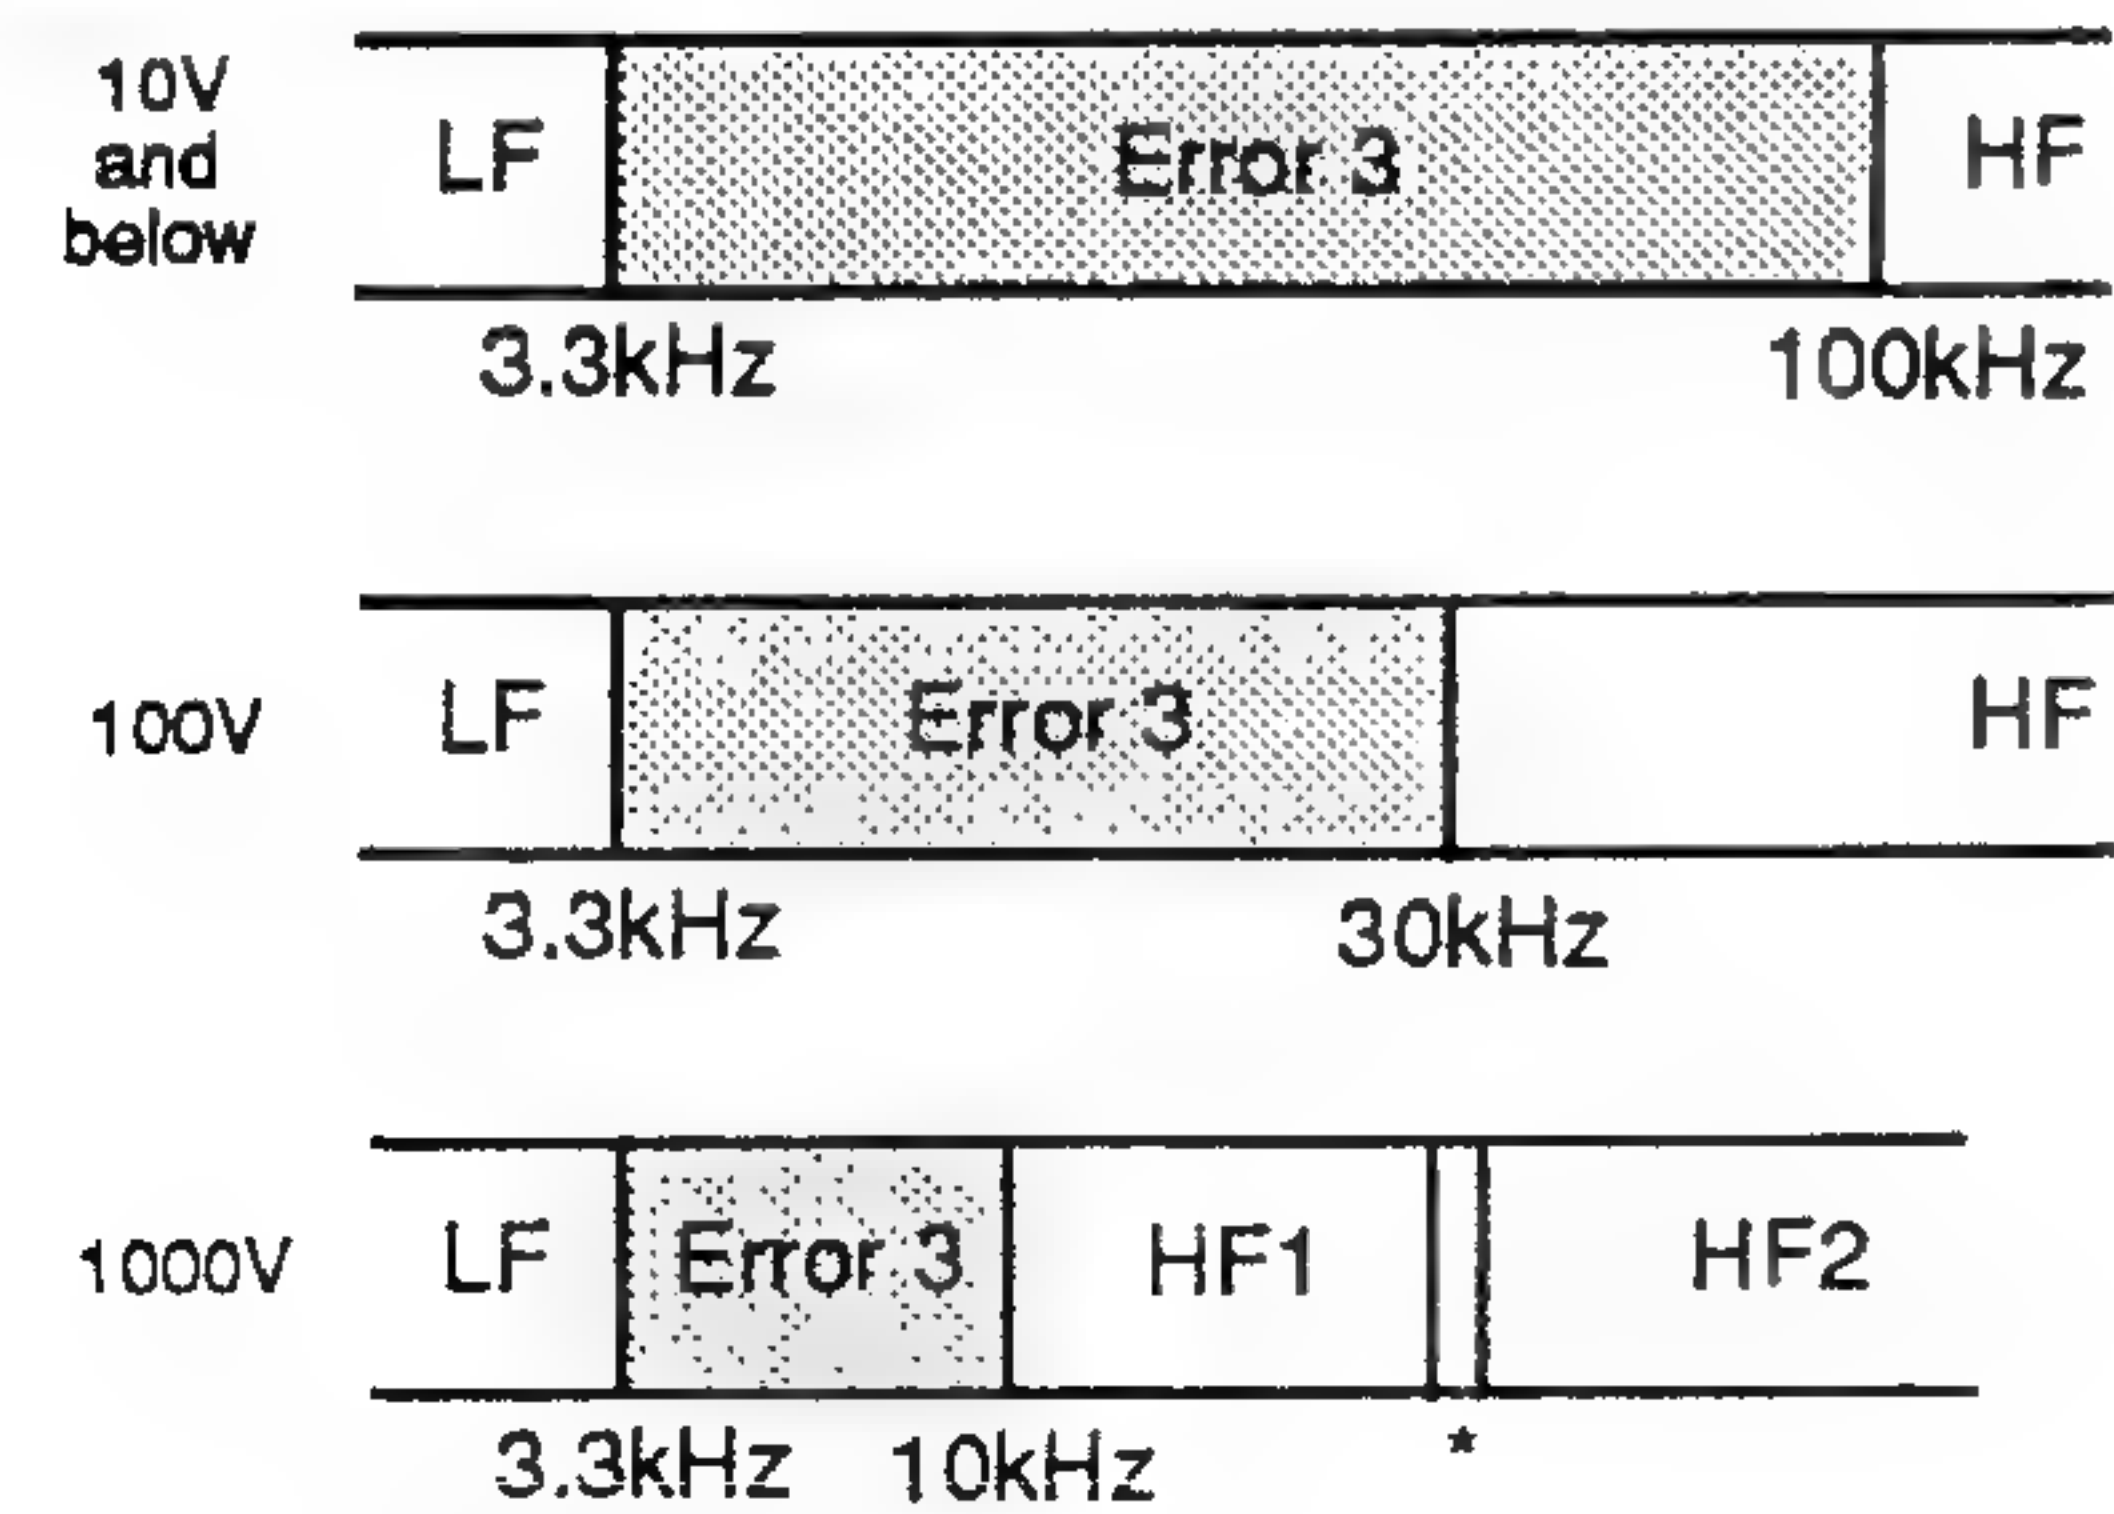 10V
and
below
LF
Error 3
HF
3.3kHz
100kHz
100V
LF
Error 3
HF
3.3kHz
30kHz
1000V
LF
Error 3
HF1
HF2
3.3kHz
10kHz
*